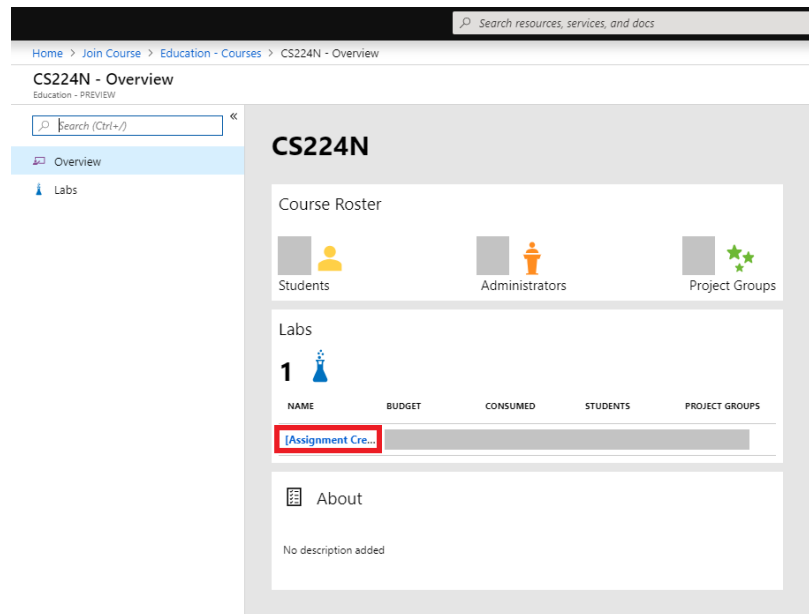 Search resources, services, and docs
Home > Join Course > Education - Courses > CS224N - Overview
CS224N - Overview
Education - PREVIEW
Search (Ctrl+/)
«
Overview
Labs
CS224N
Course Roster
Students
Administrators
Project Groups
Labs
1
NAME BUDGET CONSUMED STUDENTS PROJECT GROUPS
[Assignment Cre...
About
No description added